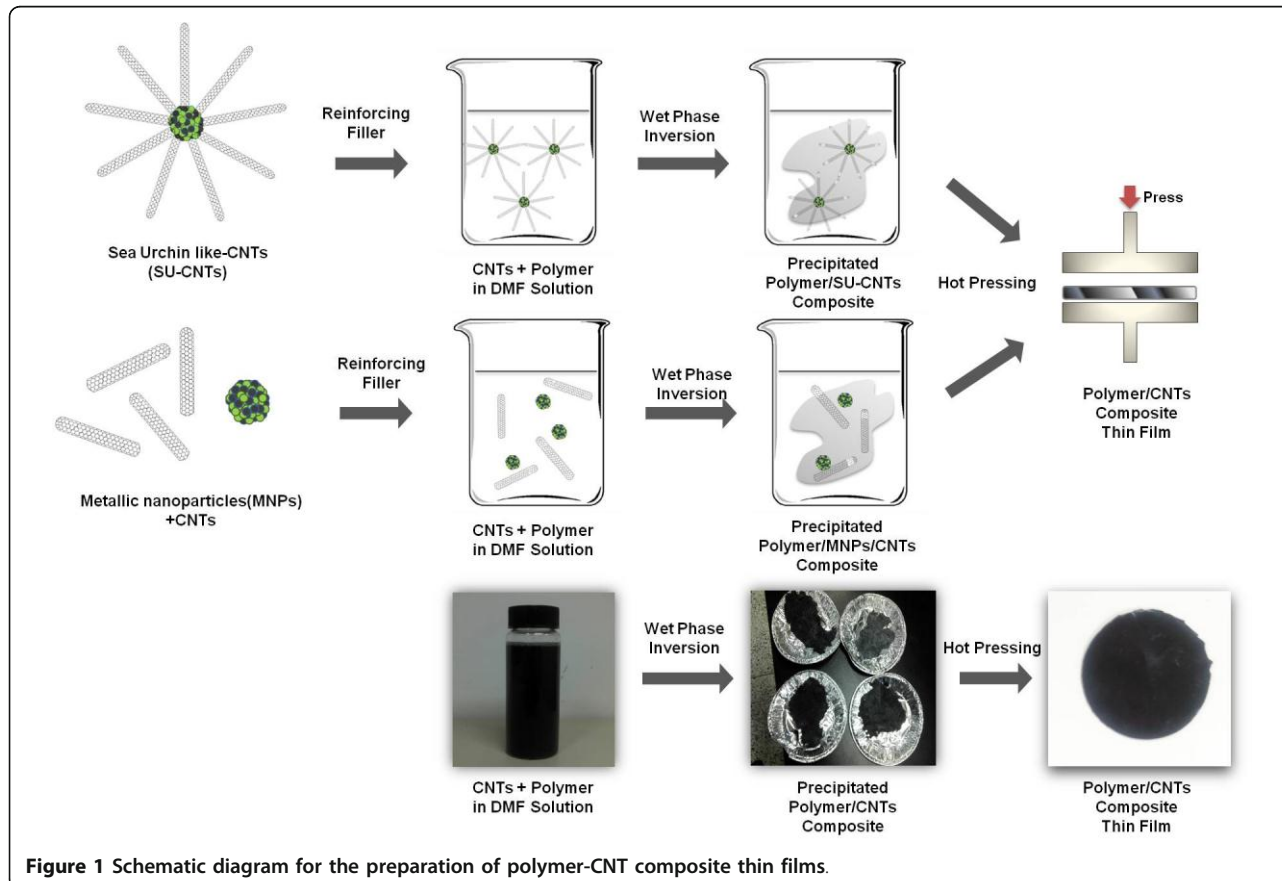 Reinforcing
Filler
Wet Phase
Inversion
Press
Sea Urchin like-CNTs
(SU-CNTs)
CNTs + Polymer
in DMF Solution
Precipitated
Polymer/SU-CNTs
Composite
Hot Pressing
Reinforcing
Filler
Wet Phase
Inversion
Polymer/CNTs
Composite
Thin Film
Metallic nanoparticles(MNPs)
+CNTs
CNTs + Polymer
in DMF Solution
Precipitated
Polymer/MNPs/CNTs
Composite
Wet Phase
Inversion
Hot Pressing
CNTs + Polymer
in DMF Solution
Precipitated
Polymer/CNTs
Composite
Polymer/CNTs
Composite
Thin Film
Figure 1 Schematic diagram for the preparation of polymer-CNT composite thin films.